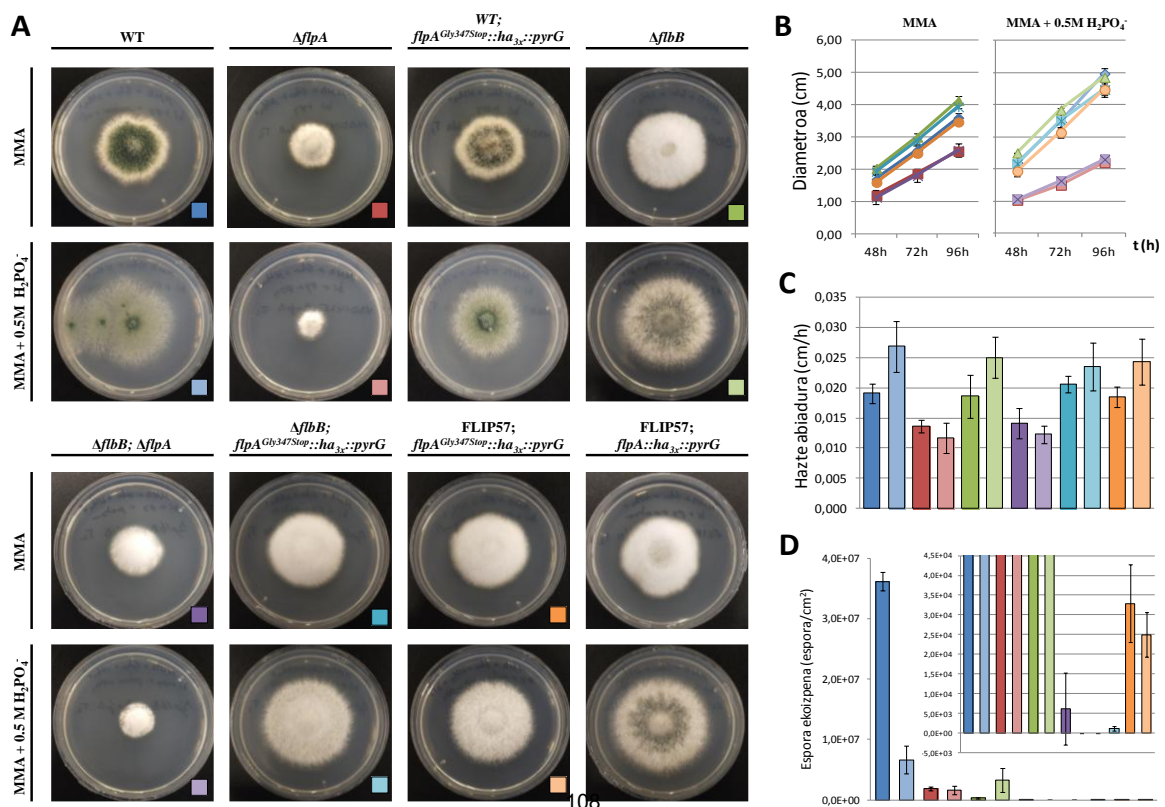 A
WT
ΔflpA
WT;
flpA^Gly347Stop::ha3x::pyrG
ΔflbB
MMA
MMA + 0.5M H₂PO₄⁻
ΔflbB; ΔflpA
ΔflbB;
flpA^Gly347Stop::ha3x::pyrG
FLIP57;
flpA^Gly347Stop::ha3x::pyrG
FLIP57;
flpA::ha3x::pyrG
MMA
MMA + 0.5 M H₂PO₄⁻
108
B
MMA
MMA + 0.5M H₂PO₄⁻
Diametroa (cm)
6,00
5,00
4,00
3,00
2,00
1,00
0,00
48h 72h 96h 48h 72h 96h t (h)
C
Hazte abiadura (cm/h)
0,035
0,030
0,025
0,020
0,015
0,010
0,005
0,000
D
Espora ekoizpena (espora/cm²)
4,0E+07
3,0E+07
2,0E+07
1,0E+07
0,0E+00
4,5E+04
4,0E+04
3,5E+04
3,0E+04
2,5E+04
2,0E+04
1,5E+04
1,0E+04
5,0E+03
0,0E+00
-5,0E+03